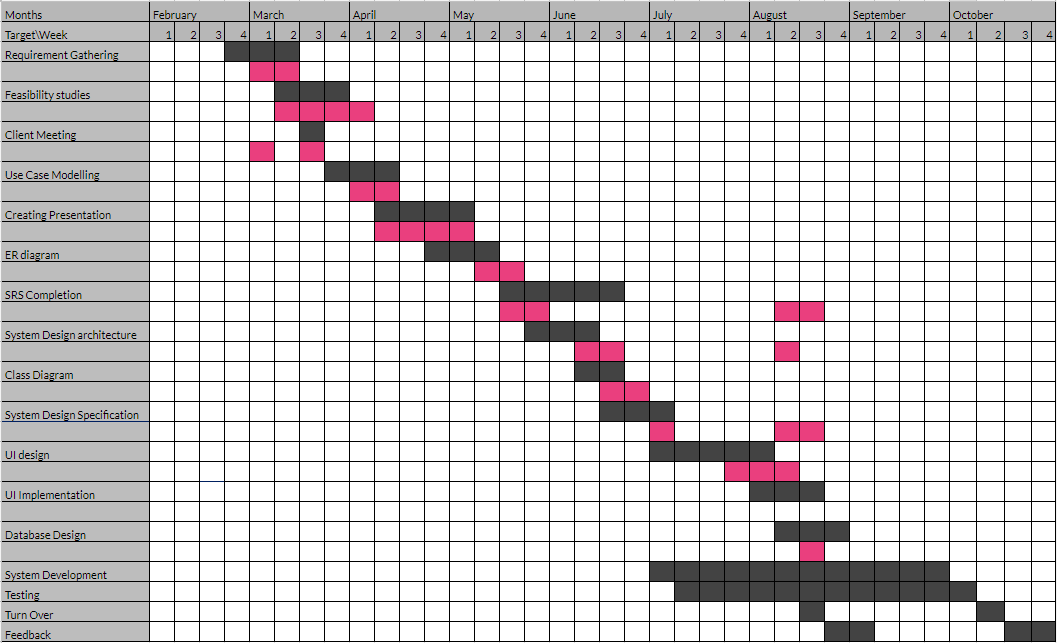 Months February March April May June July August September October
Target\Week 1 2 3 4 1 2 3 4 1 2 3 4 1 2 3 4 1 2 3 4 1 2 3 4 1 2 3 4 1 2 3 4 1 2 3 4
Requirement Gathering
Feasibility studies
Client Meeting
Use Case Modelling
Creating Presentation
ER diagram
SRS Completion
System Design architecture
Class Diagram
System Design Specification
UI design
UI Implementation
Database Design
System Development
Testing
Turn Over
Feedback